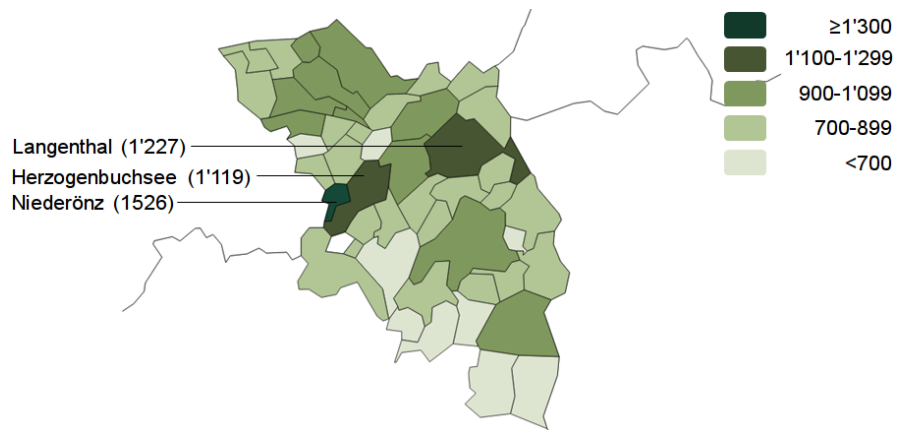 ≥1'300
1'100-1'299
900-1'099
700-899
<700
Langenthal (1'227)
Herzogenbuchsee (1'119)
Niederönz (1526)